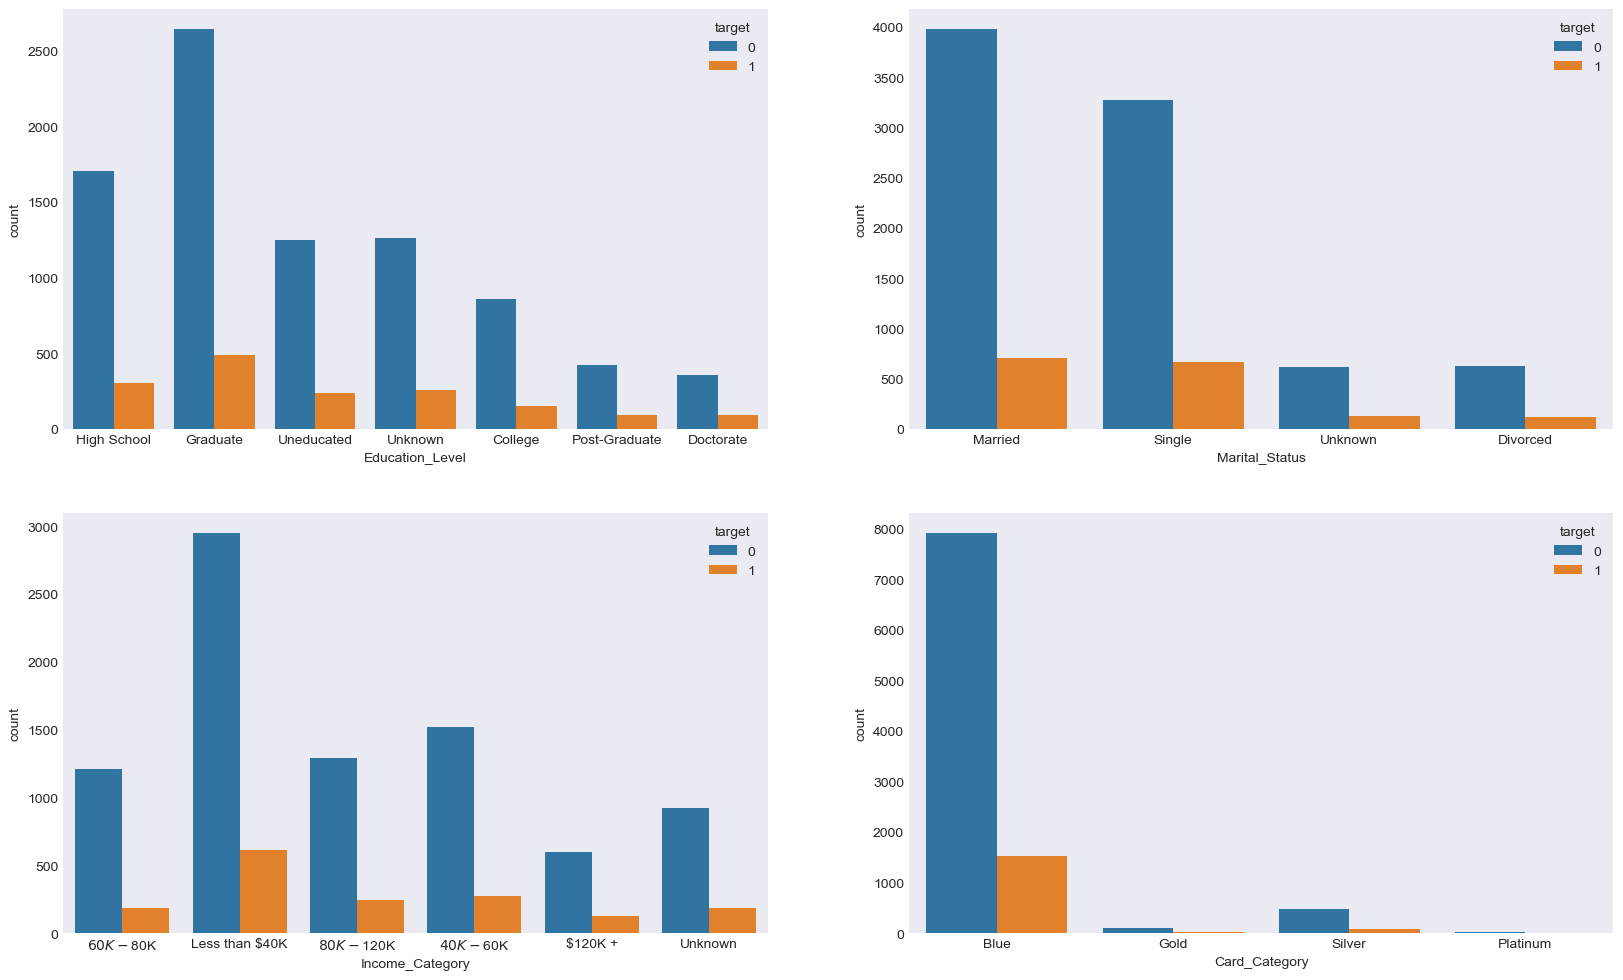 target
0
1
2500
2000
1500
1000
500
0
count
High School Graduate Uneducated Unknown College Post-Graduate Doctorate
Education_Level
target
0
1
4000
3500
3000
2500
2000
1500
1000
500
0
count
Married Single Unknown Divorced
Marital_Status
target
0
1
3000
2500
2000
1500
1000
500
0
count
60K − 80K Less than $40K 80K − 120K 40K − 60K $120K + Unknown
Income_Category
target
0
1
8000
7000
6000
5000
4000
3000
2000
1000
0
count
Blue Gold Silver Platinum
Card_Category